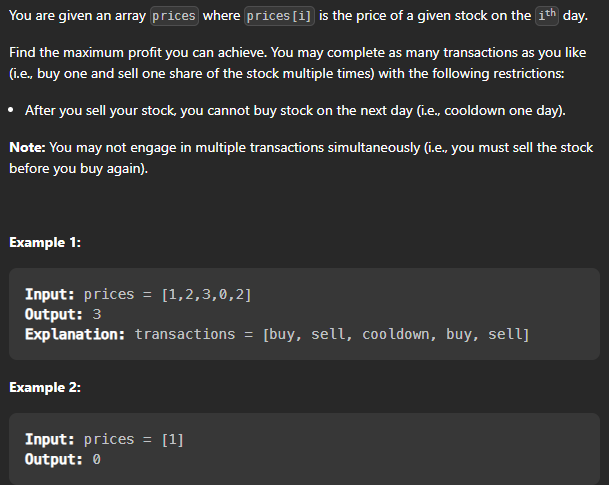 You are given an array prices where prices[i] is the price of a given stock on the ith day.
Find the maximum profit you can achieve. You may complete as many transactions as you like
(i.e., buy one and sell one share of the stock multiple times) with the following restrictions:
• After you sell your stock, you cannot buy stock on the next day (i.e., cooldown one day).
Note: You may not engage in multiple transactions simultaneously (i.e., you must sell the stock
before you buy again).
Example 1:
Input: prices = [1,2,3,0,2]
Output: 3
Explanation: transactions = [buy, sell, cooldown, buy, sell]
Example 2:
Input: prices = [1]
Output: 0